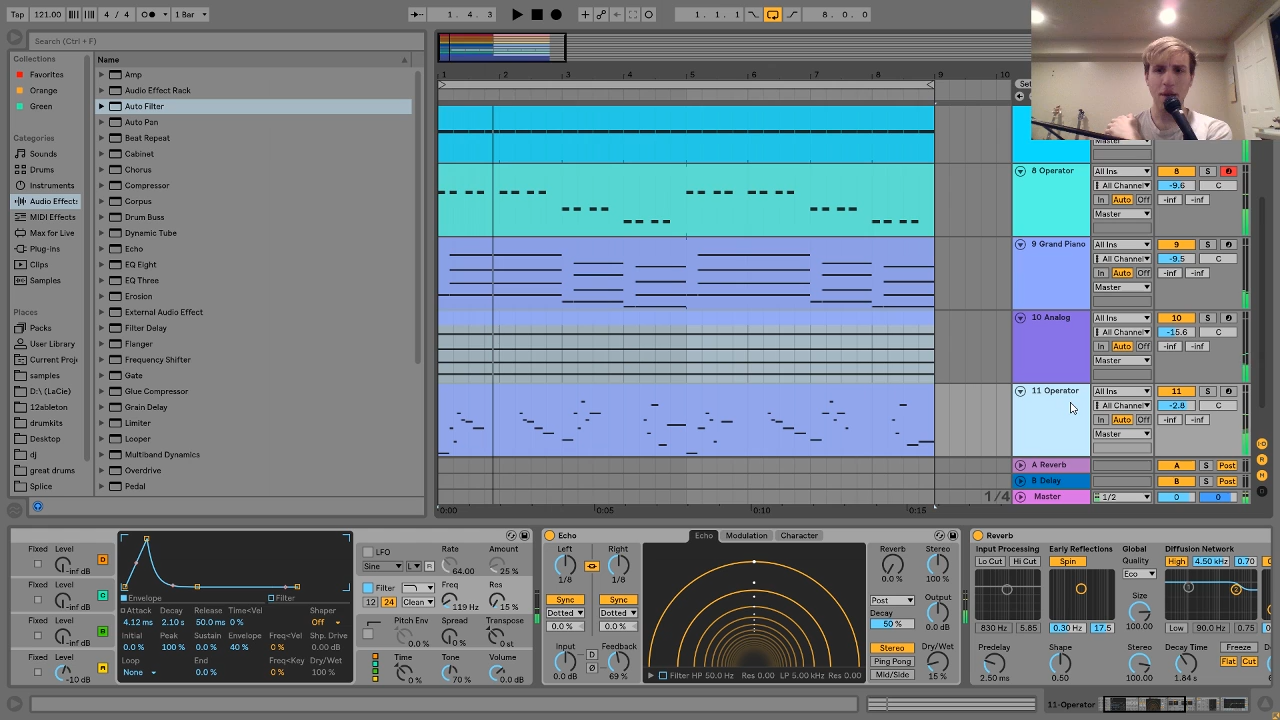 Tap 121.00 4 / 4 1 Bar 1. 4. 3 1. 1. 1 8. 0. 0
Search (Ctrl + F)
Collections
Favorites
Orange
Green
Categories
Sounds
Drums
Instruments
Audio Effects
MIDI Effects
Max for Live
Plug-ins
Clips
Samples
Places
Packs
User Library
Current Proj
samples
D:\ (LaCie)
12ableton
drumkits
Desktop
dj
great drums
Splice
Name
Amp
Audio Effect Rack
Auto Filter
Auto Pan
Beat Repeat
Cabinet
Chorus
Compressor
Corpus
Drum Buss
Dynamic Tube
Echo
EQ Eight
EQ Three
Erosion
External Audio Effect
Filter Delay
Flanger
Frequency Shifter
Gate
Glue Compressor
Grain Delay
Limiter
Looper
Multiband Dynamics
Overdrive
Pedal
1 2 3 4 5 6 7 8 9 10
Set
8 Operator All Ins 8 S
All Channel -9.6 C
In Auto Off -inf -inf
Master
9 Grand Piano All Ins 9 S
All Channel -9.5 C
In Auto Off -inf -inf
Master
10 Analog All Ins 10 S
All Channel -15.6 C
In Auto Off -inf -inf
Master
11 Operator All Ins 11 S
All Channel -2.8 C
In Auto Off -inf -inf
Master
A Reverb A S Post
B Delay B S Post
1/4 Master 1/2 0 0
0:00 0:05 0:10 0:15
Fixed Level
-inf dB D
Fixed Level
-inf dB C
Fixed Level
-inf dB B
Fixed Level
-10 dB A
Envelope Filter
Attack Decay Release Time<Vel Shaper
4.12 ms 2.10 s 50.0 ms 0 % Off
Initial Peak Sustain Envelope Freq<Vel Shp. Drive
0.0 % 100 % 0.0 % 40 % 0 % 0.0 dB
Loop End Freq<Key Dry/Wet
None 0.0 % 0 % 100 %
LFO Rate Amount
Sine L R 64.00 25 %
Filter Freq Res
12 24 Clean 119 Hz 15 %
Pitch Env Spread Transpose
0.0 % 0 % 0 st
Time Tone Volume
0 % 70 % 0.0 dB
Echo
Left Right
1/8 1/8
Sync Sync
Dotted Dotted
0.0 % 0.0 %
Input D Feedback
0.0 dB Ø 69 %
Echo Modulation Character
Filter HP 50.0 Hz Res 0.00 LP 5.00 kHz Res 0.00
Reverb Stereo
0.0 % 100 %
Post Output
Decay 0.0 dB
50 %
Stereo Dry/Wet
Ping Pong
Mid/Side 15 %
Reverb
Input Processing Early Reflections Global Diffusion Network
Lo Cut Hi Cut Spin Quality High 4.50 kHz 0.70
Eco
Size
830 Hz 5.85 0.30 Hz 17.5 100.00 Low 90.0 Hz 0.75
Predelay Shape Stereo Decay Time Freeze
Flat Cut
2.50 ms 0.50 100.00 1.84 s
11-Operator